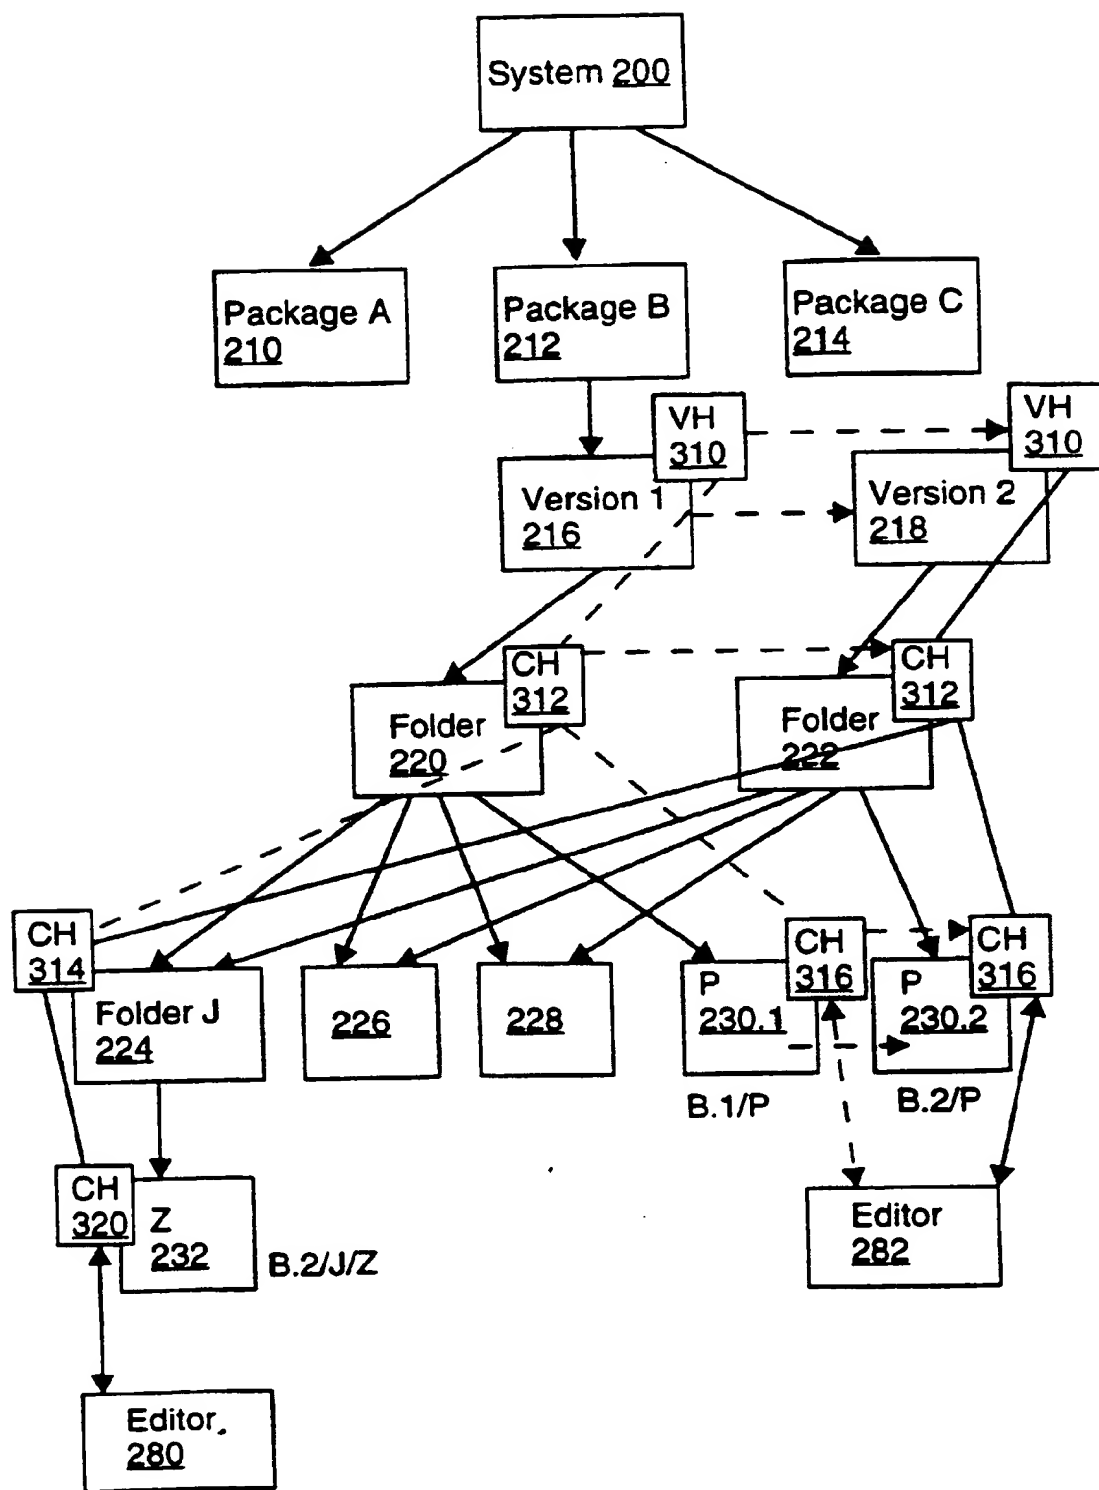 System 200
Package A
210
Package B
212
Package C
214
VH
310
VH
310
Version 1
216
Version 2
218
CH
312
CH
312
Folder
220
Folder
222
CH
314
Folder J
224
226
228
P
230.1
CH
316
P
230.2
CH
316
B.1/P
B.2/P
CH
320
Z
232
B.2/J/Z
Editor
282
Editor
280